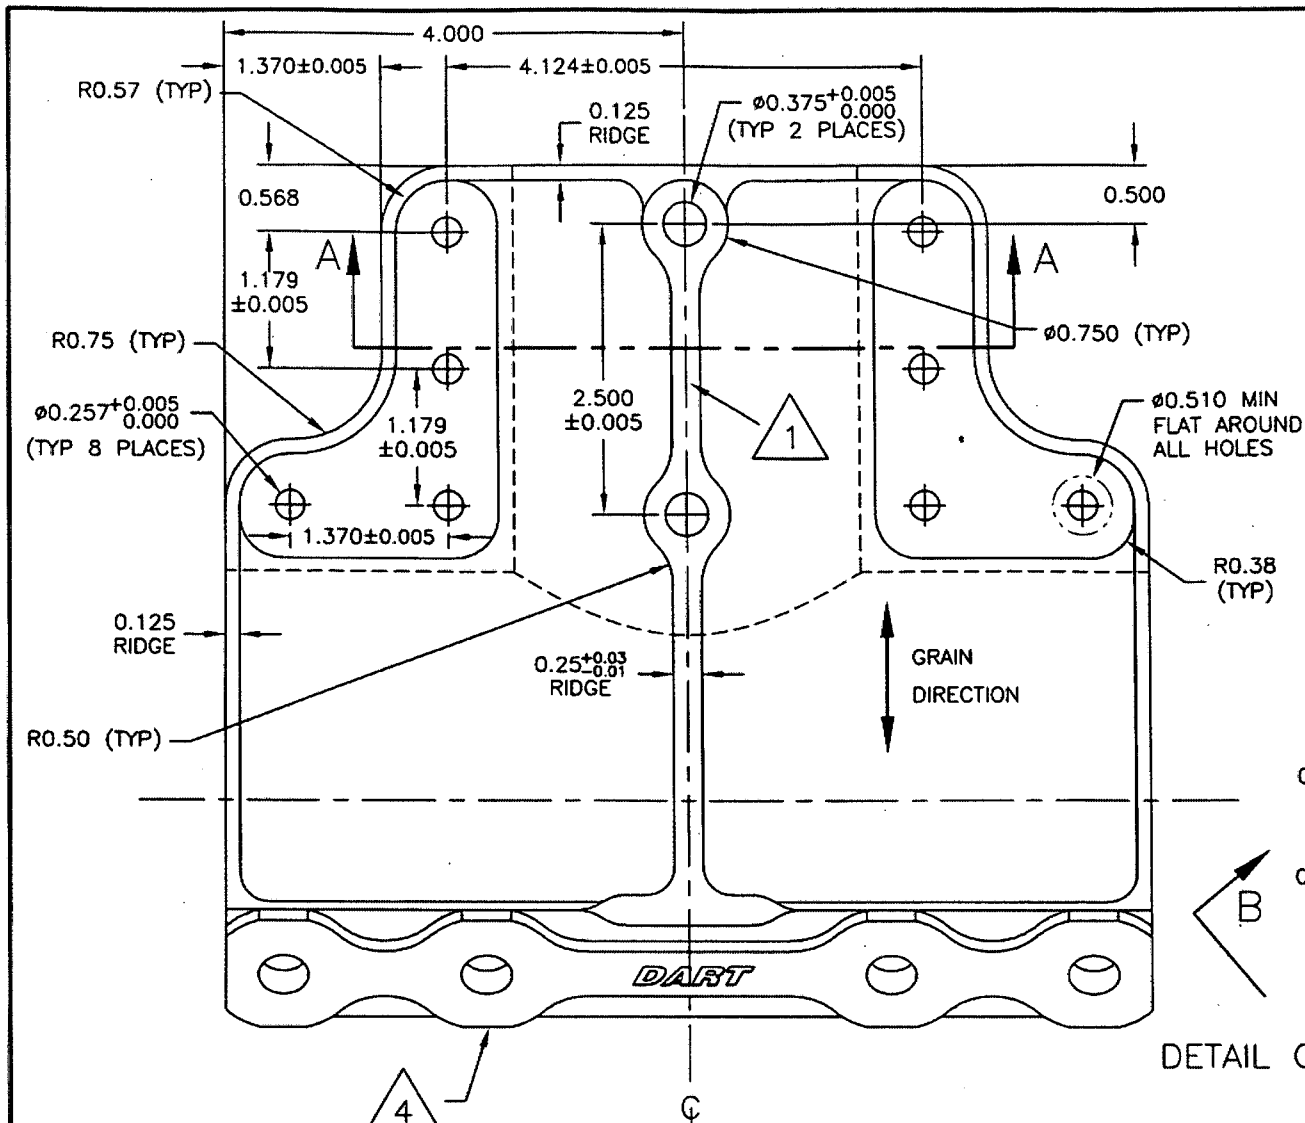 4.000
1.370±0.005
4.124±0.005
R0.57 (TYP)
0.125
RIDGE
ø0.375+0.005
0.000
(TYP 2 PLACES)
0.568
0.500
A
A
1.179
±0.005
R0.75 (TYP)
ø0.750 (TYP)
2.500
±0.005
ø0.257+0.005
0.000
(TYP 8 PLACES)
1.179
±0.005
1
ø0.510 MIN
FLAT AROUND
ALL HOLES
1.370±0.005
R0.38
(TYP)
0.125
RIDGE
0.25+0.03
-0.01
RIDGE
GRAIN
DIRECTION
R0.50 (TYP)
B
DART
DETAIL
4
℄